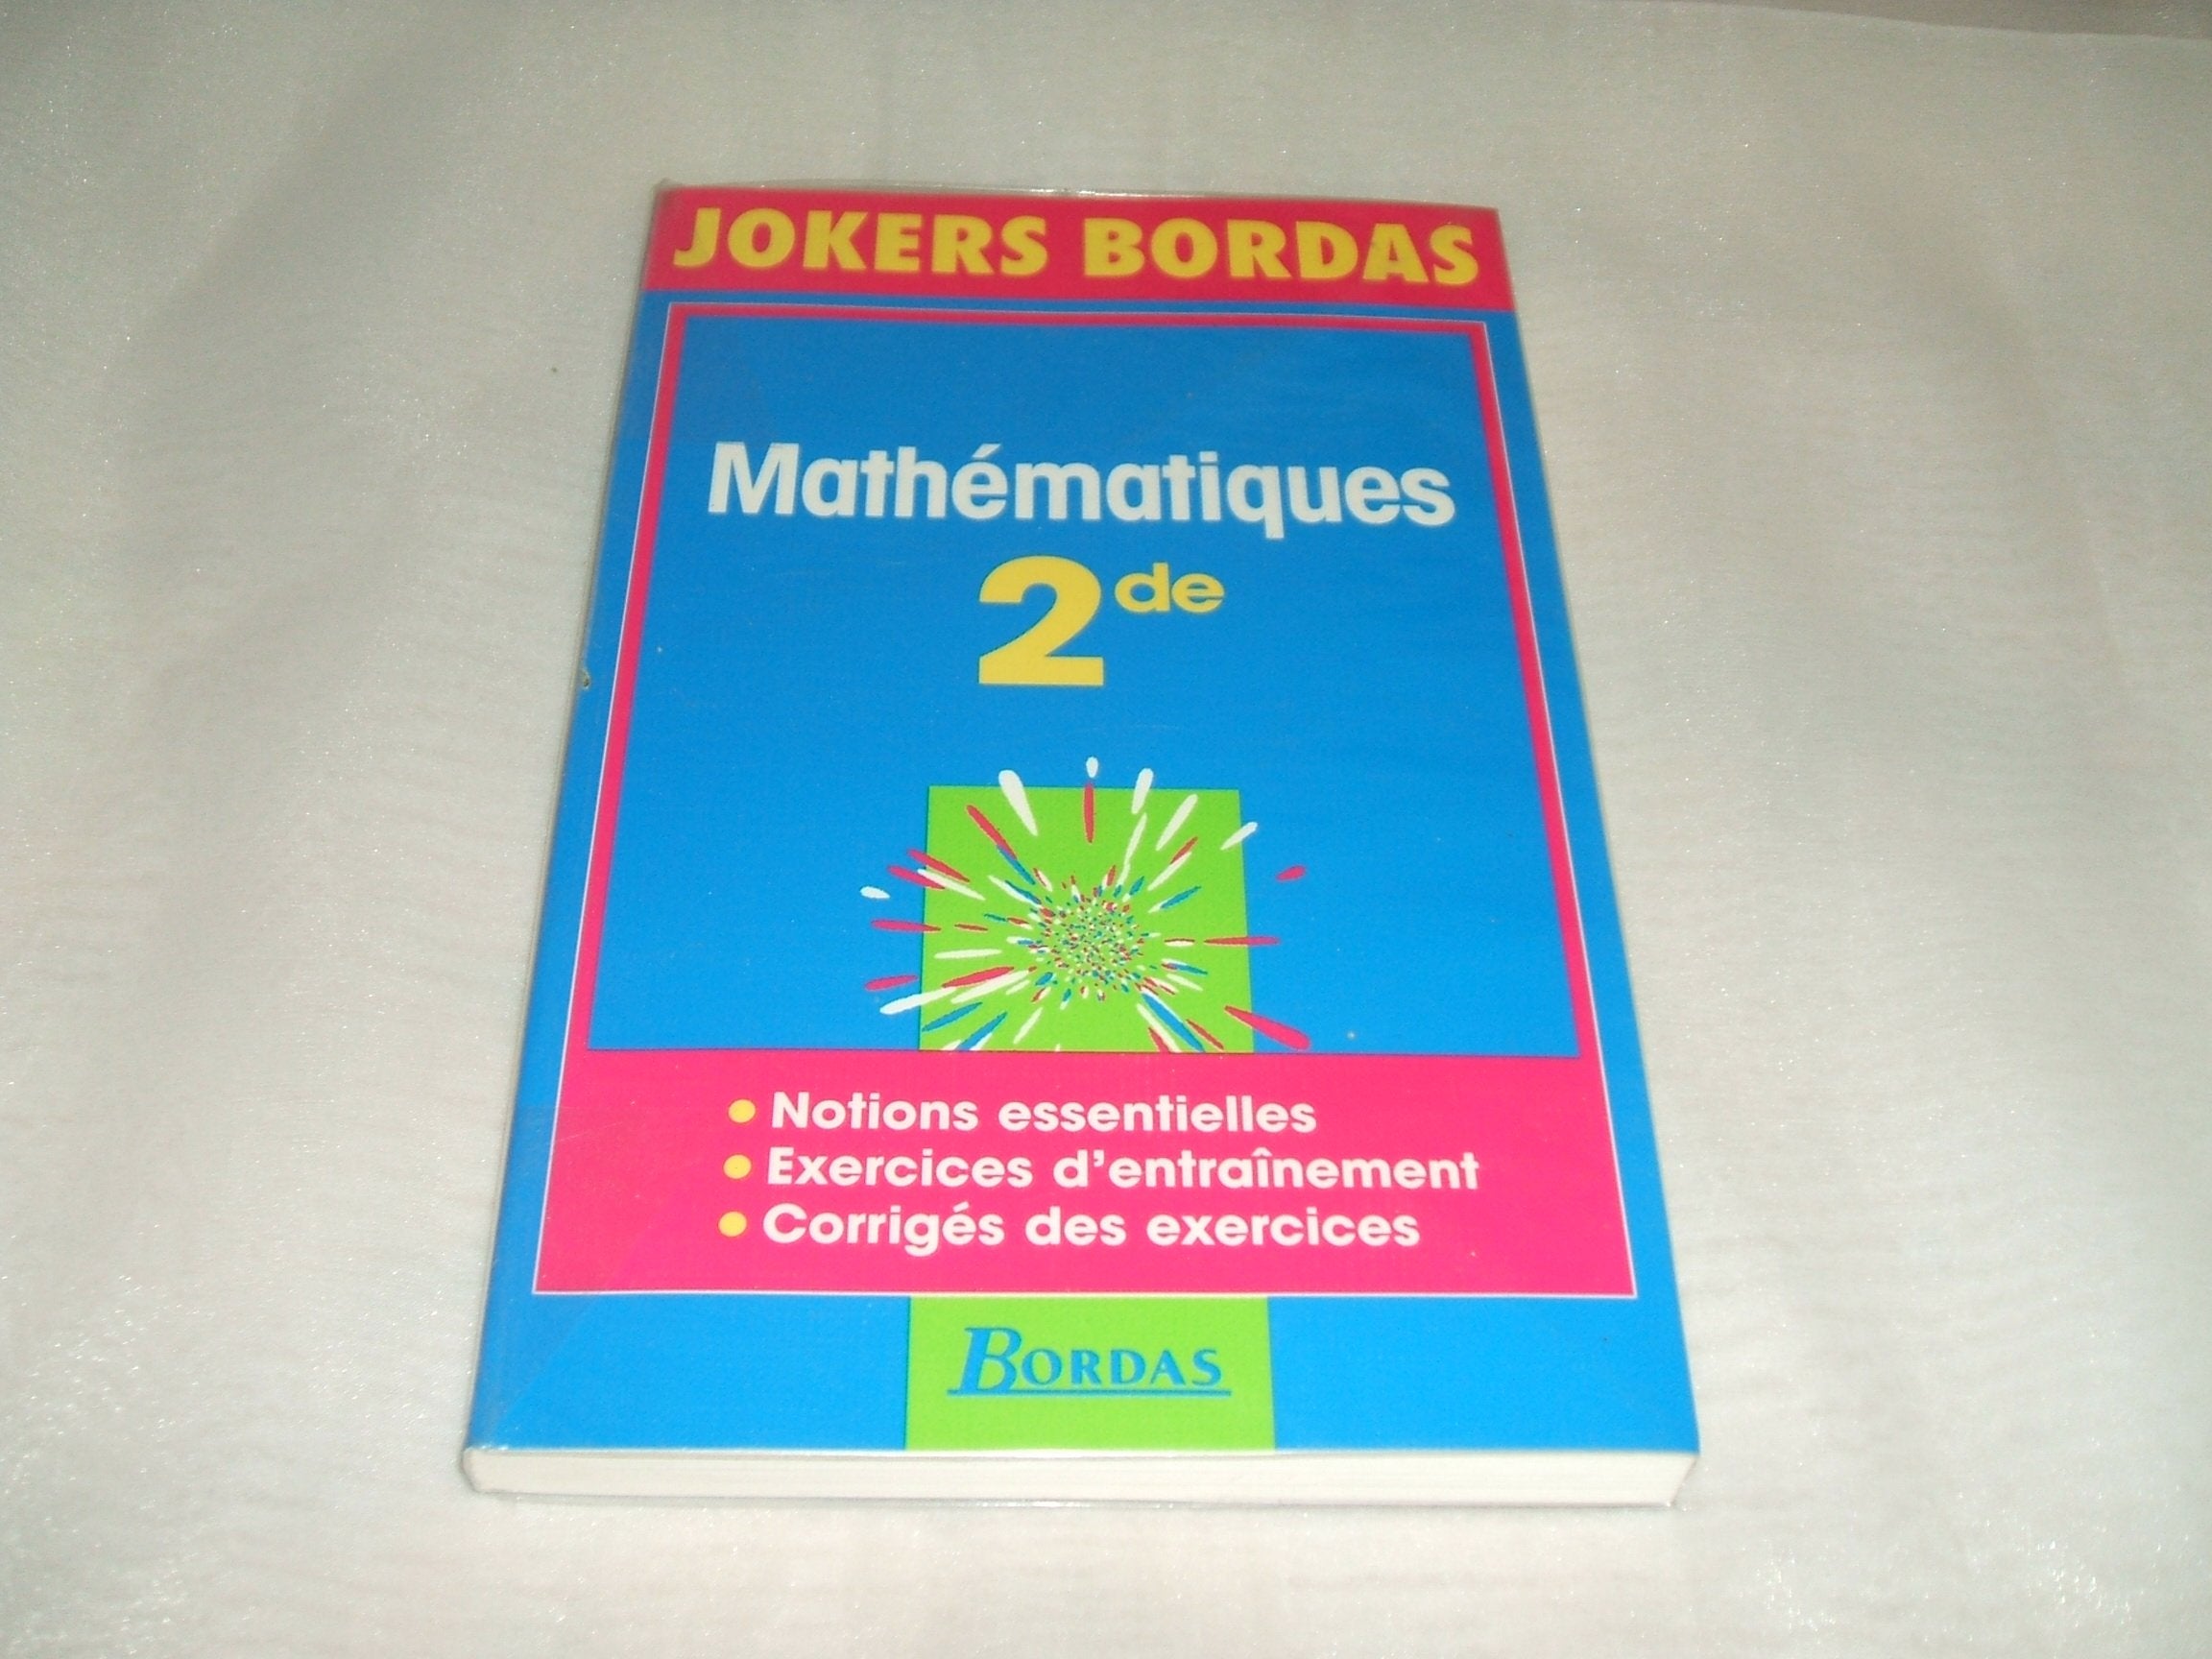 JOKERS BORDAS
Mathématiques
2de
• Notions essentielles
• Exercices d'entraînement
• Corrigés des exercices
BORDAS